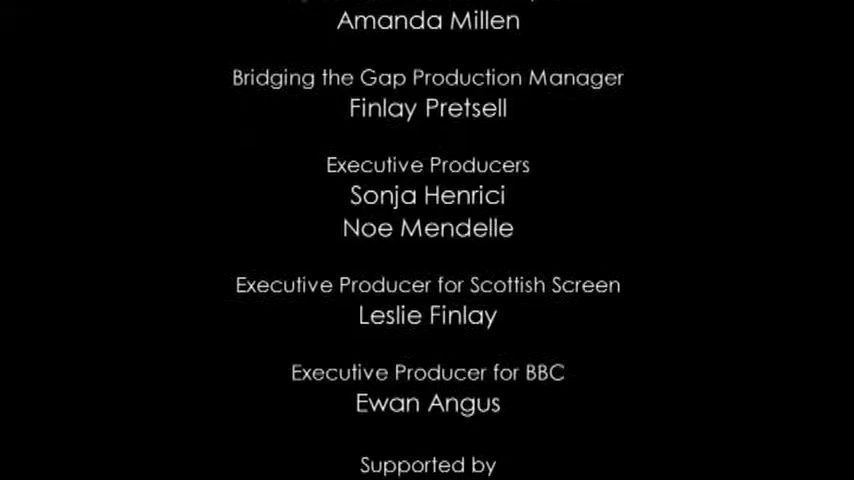 Amanda Millen
Bridging the Gap Production Manager
Finlay Pretsell
Executive Producers
Sonja Henrici
Noe Mendelle
Executive Producer for Scottish Screen
Leslie Finlay
Executive Producer for BBC
Ewan Angus
Supported by